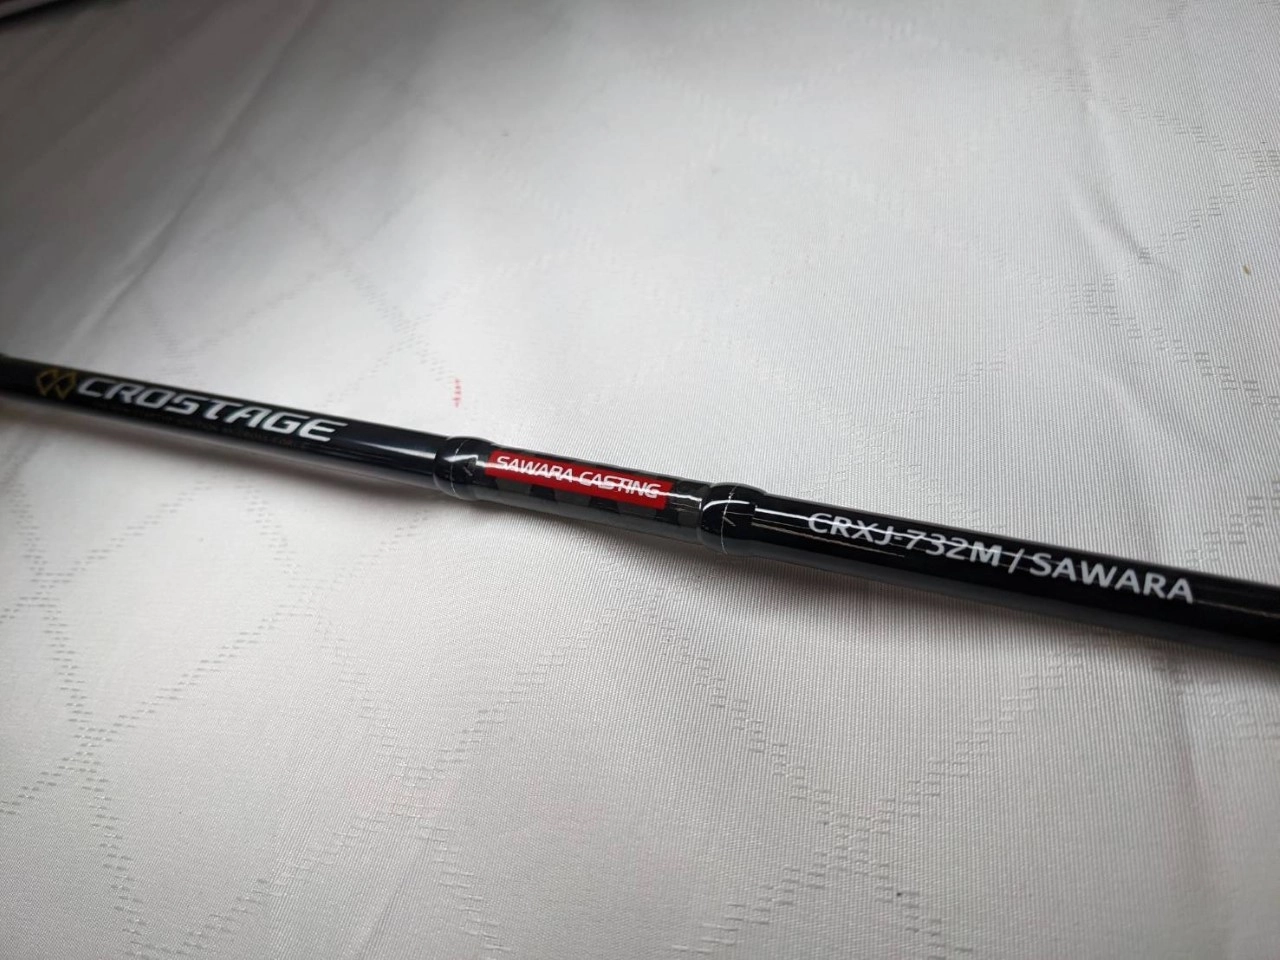 CROSTAGE
SAWARA CASTING
CRXJ-732M / SAWARA